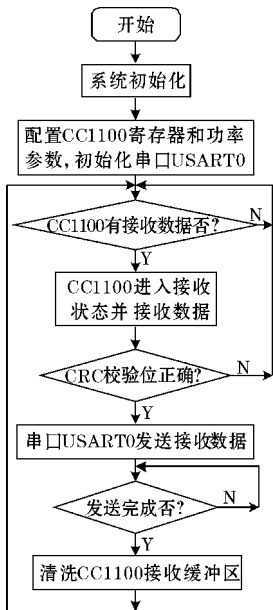 开始
系统初始化
配置CC1100寄存器和功率
参数,初始化串口USART0
CC1100有接收数据否?
N
Y
CC1100进入接收
状态并接收数据
CRC校验位正确?
N
Y
串口USART0发送接收数据
发送完成否?
N
Y
清洗CC1100接收缓冲区